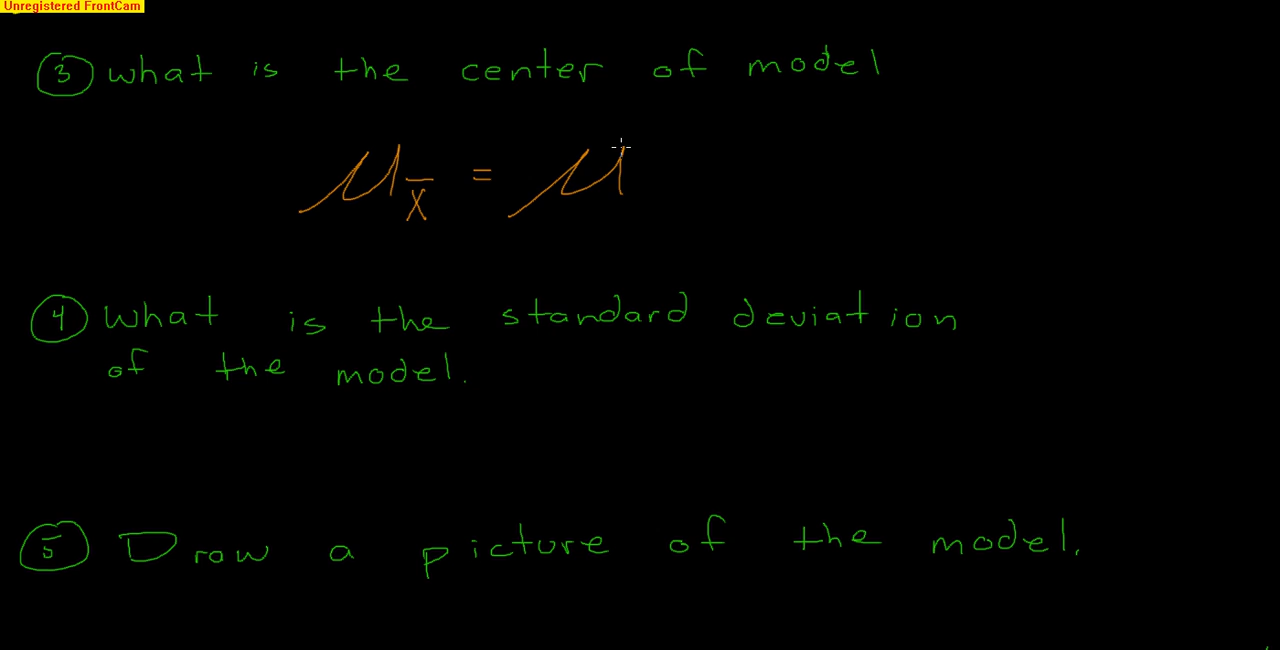 Unregistered FrontCam
③ what is the center of model
μx̄ = μ
④ what is the standard deviation
of the model.
⑤ Draw a picture of the model.